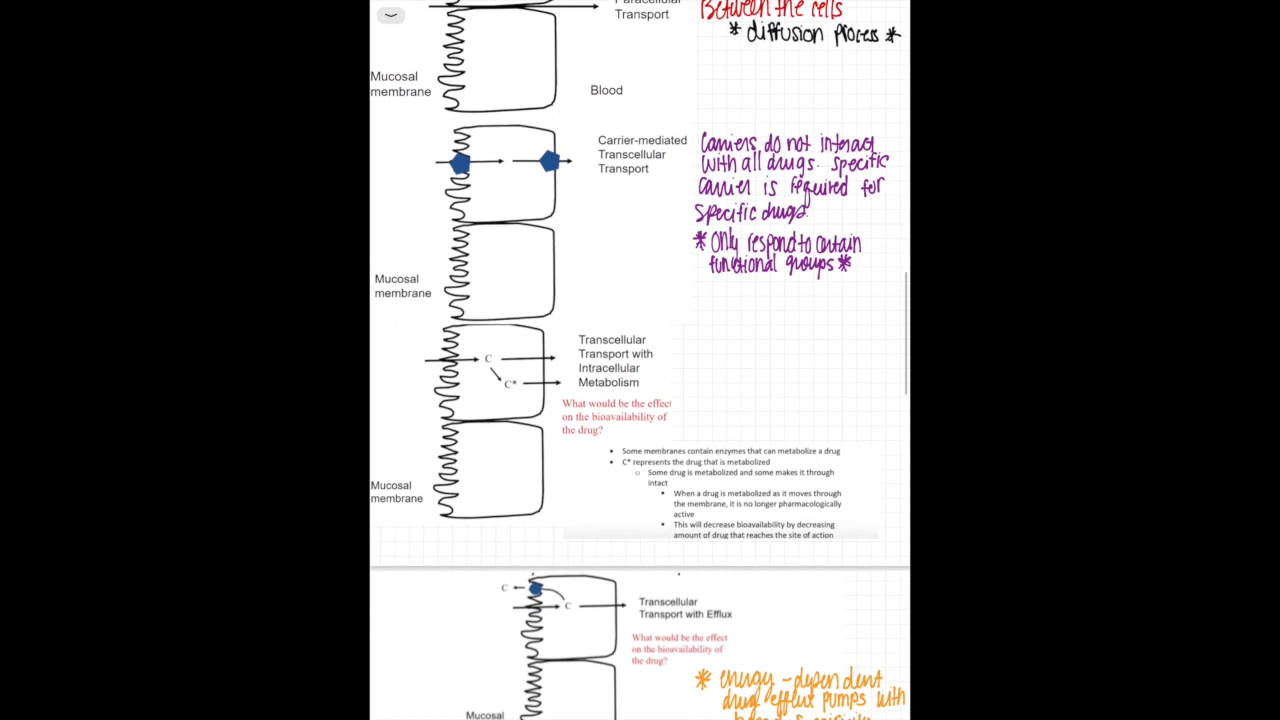 Paracellular
Transport
Between the cells
* diffusion process *
Mucosal
membrane
Blood
Carrier-mediated
Transcellular
Transport
Carriers do not interact
with all drugs. Specific
carrier is required for
specific drugs.
* Only respond to certain
functional groups *
Mucosal
membrane
Transcellular
Transport with
Intracellular
Metabolism
C
C*
What would be the effect
on the bioavailability of
the drug?
• Some membranes contain enzymes that can metabolize a drug
• C* represents the drug that is metabolized
○ Some drug is metabolized and some makes it through
intact
▪ When a drug is metabolized as it moves through
the membrane, it is no longer pharmacologically
active
▪ This will decrease bioavailability by decreasing
amount of drug that reaches the site of action
Mucosal
membrane
C
C
Transcellular
Transport with Efflux
What would be the effect
on the bioavailability of
the drug?
* energy-dependent
drug efflux pumps with
Mucosal